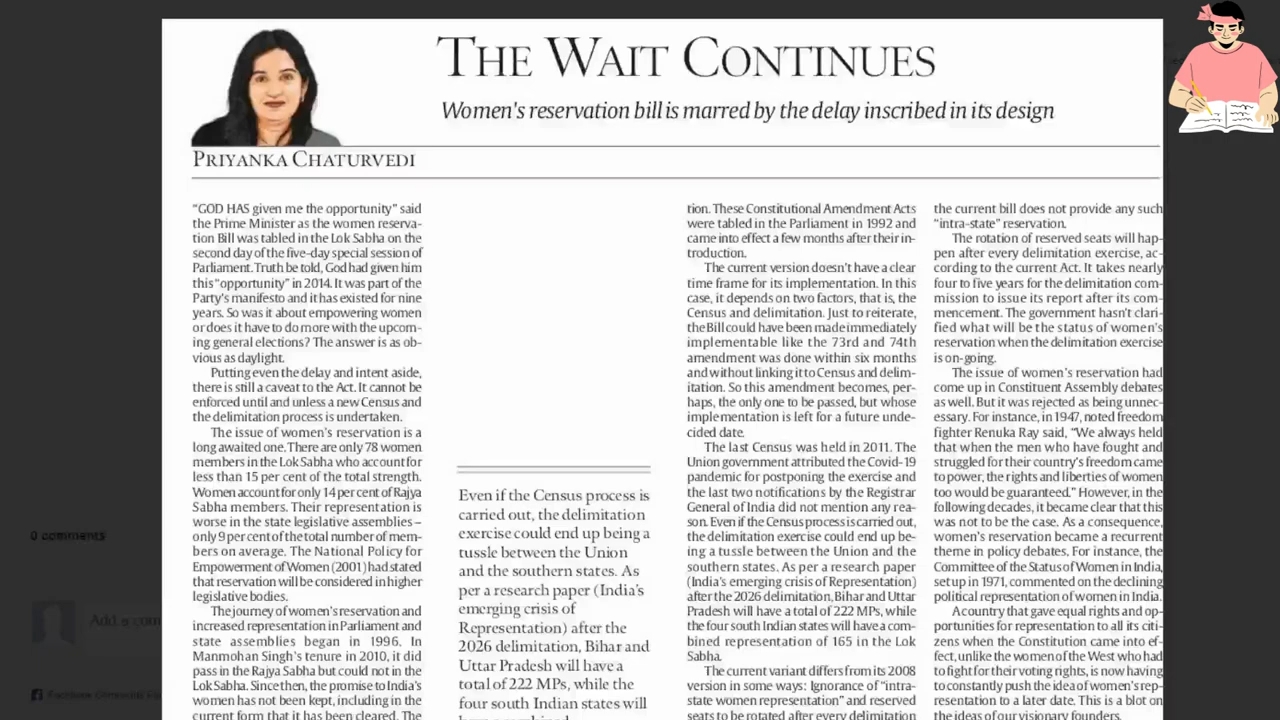 THE WAIT CONTINUES
Women's reservation bill is marred by the delay inscribed in its design
PRIYANKA CHATURVEDI
“GOD HAS given me the opportunity” said
the Prime Minister as the women reserva-
tion Bill was tabled in the Lok Sabha on the
second day of the five-day special session of
Parliament. Truth be told, God had given him
this “opportunity” in 2014. It was part of the
Party's manifesto and it has existed for nine
years. So was it about empowering women
or does it have to do more with the upcom-
ing general elections? The answer is as ob-
vious as daylight.
Putting even the delay and intent aside,
there is still a caveat to the Act. It cannot be
enforced until and unless a new Census and
the delimitation process is undertaken.
The issue of women's reservation is a
long awaited one. There are only 78 women
members in the Lok Sabha who account for
less than 15 per cent of the total strength.
Women account for only 14 per cent of Rajya
Sabha members. Their representation is
worse in the state legislative assemblies –
only 9 per cent of the total number of mem-
bers on average. The National Policy for
Empowerment of Women (2001) had stated
that reservation will be considered in higher
legislative bodies.
The journey of women's reservation and
increased representation in Parliament and
state assemblies began in 1996. In
Manmohan Singh's tenure in 2010, it did
pass in the Rajya Sabha but could not in the
Lok Sabha. Since then, the promise to India's
women has not been kept, including in the
current form that it has been cleared. The
Even if the Census process is
carried out, the delimitation
exercise could end up being a
tussle between the Union
and the southern states. As
per a research paper (India's
emerging crisis of
Representation) after the
2026 delimitation, Bihar and
Uttar Pradesh will have a
total of 222 MPs, while the
four south Indian states will
tion. These Constitutional Amendment Acts
were tabled in the Parliament in 1992 and
came into effect a few months after their in-
troduction.
The current version doesn't have a clear
time frame for its implementation. In this
case, it depends on two factors, that is, the
Census and delimitation. Just to reiterate,
the Bill could have been made immediately
implementable like the 73rd and 74th
amendment was done within six months
and without linking it to Census and delim-
itation. So this amendment becomes, per-
haps, the only one to be passed, but whose
implementation is left for a future unde-
cided date.
The last Census was held in 2011. The
Union government attributed the Covid-19
pandemic for postponing the exercise and
the last two notifications by the Registrar
General of India did not mention any rea-
son. Even if the Census process is carried out,
the delimitation exercise could end up be-
ing a tussle between the Union and the
southern states. As per a research paper
(India's emerging crisis of Representation)
after the 2026 delimitation, Bihar and Uttar
Pradesh will have a total of 222 MPs, while
the four south Indian states will have a com-
bined representation of 165 in the Lok
Sabha.
The current variant differs from its 2008
version in some ways: Ignorance of “intra-
state women representation” and reserved
seats to be rotated after every delimitation
the current bill does not provide any such
“intra-state” reservation.
The rotation of reserved seats will hap-
pen after every delimitation exercise, ac-
cording to the current Act. It takes nearly
four to five years for the delimitation com-
mission to issue its report after its com-
mencement. The government hasn't clari-
fied what will be the status of women's
reservation when the delimitation exercise
is on-going.
The issue of women's reservation had
come up in Constituent Assembly debates
as well. But it was rejected as being unnec-
essary. For instance, in 1947, noted freedom
fighter Renuka Ray said, “We always held
that when the men who have fought and
struggled for their country's freedom came
to power, the rights and liberties of women
too would be guaranteed.” However, in the
following decades, it became clear that this
was not to be the case. As a consequence,
women's reservation became a recurrent
theme in policy debates. For instance, the
Committee of the Status of Women in India,
set up in 1971, commented on the declining
political representation of women in India.
A country that gave equal rights and op-
portunities for representation to all its citi-
zens when the Constitution came into ef-
fect, unlike the women of the West who had
to fight for their voting rights, is now having
to constantly push the idea of women's rep-
resentation to a later date. This is a blot on
the ideas of our visionary founders.
0 comments
Add a com